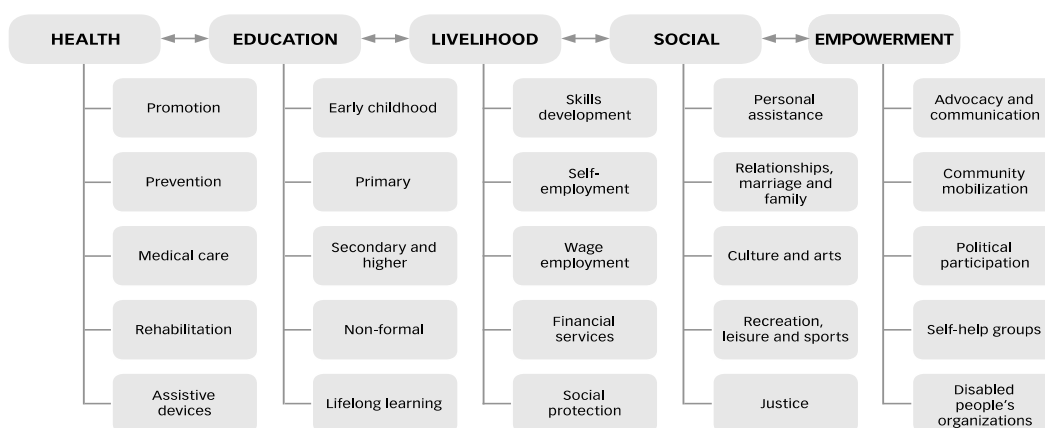 HEALTH
EDUCATION
LIVELIHOOD
SOCIAL
EMPOWERMENT
Promotion
Prevention
Medical care
Rehabilitation
Assistive
devices
Early childhood
Primary
Secondary and
higher
Non-formal
Lifelong learning
Skills
development
Self-
employment
Wage
employment
Financial
services
Social
protection
Personal
assistance
Relationships,
marriage and
family
Culture and arts
Recreation,
leisure and sports
Justice
Advocacy and
communication
Community
mobilization
Political
participation
Self-help groups
Disabled
people's
organizations